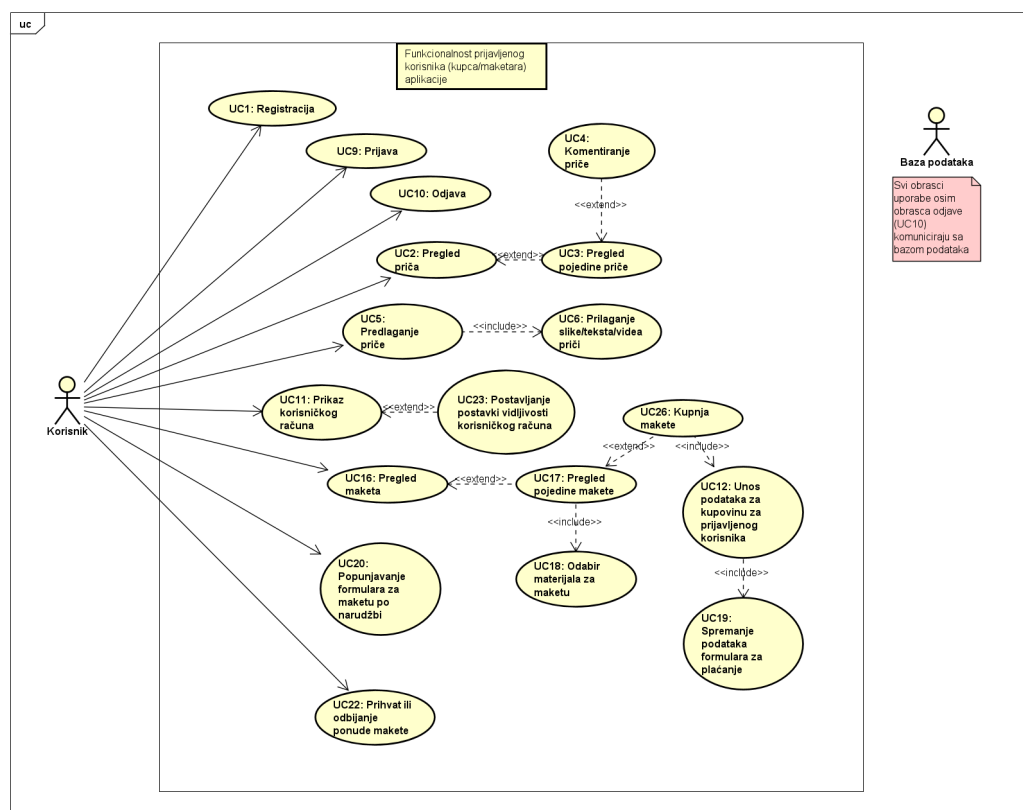 uc
Funkcionalnost prijavljenog
korisnika (kupca/maketara)
aplikacije
UC1: Registracija
UC9: Prijava
UC4:
Komentiranje
priče
Baza podataka
Svi obrasci
uporabe osim
obrasca odjave
(UC10)
komuniciraju sa
bazom podataka
UC10: Odjava
<<extend>>
UC2: Pregled
priča
<<extend>>
UC3: Pregled
pojedine priče
UC5:
Predlaganje
priče
<<include>>
UC6: Prilaganje
slike/teksta/videa
priči
Korisnik
UC11: Prikaz
korisničkog
računa
<<extend>>
UC23: Postavljanje
postavki vidljivosti
korisničkog računa
UC26: Kupnja
makete
<<extend>>
<<include>>
UC16: Pregled
maketa
<<extend>>
UC17: Pregled
pojedine makete
UC12: Unos
podataka za
kupovinu za
prijavljenog
korisnika
<<include>>
UC18: Odabir
materijala za
maketu
<<include>>
UC20:
Popunjavanje
formulara za
maketu po
narudžbi
UC19:
Spremanje
podataka
formulara za
plaćanje
UC22: Prihvat ili
odbijanje
ponude makete